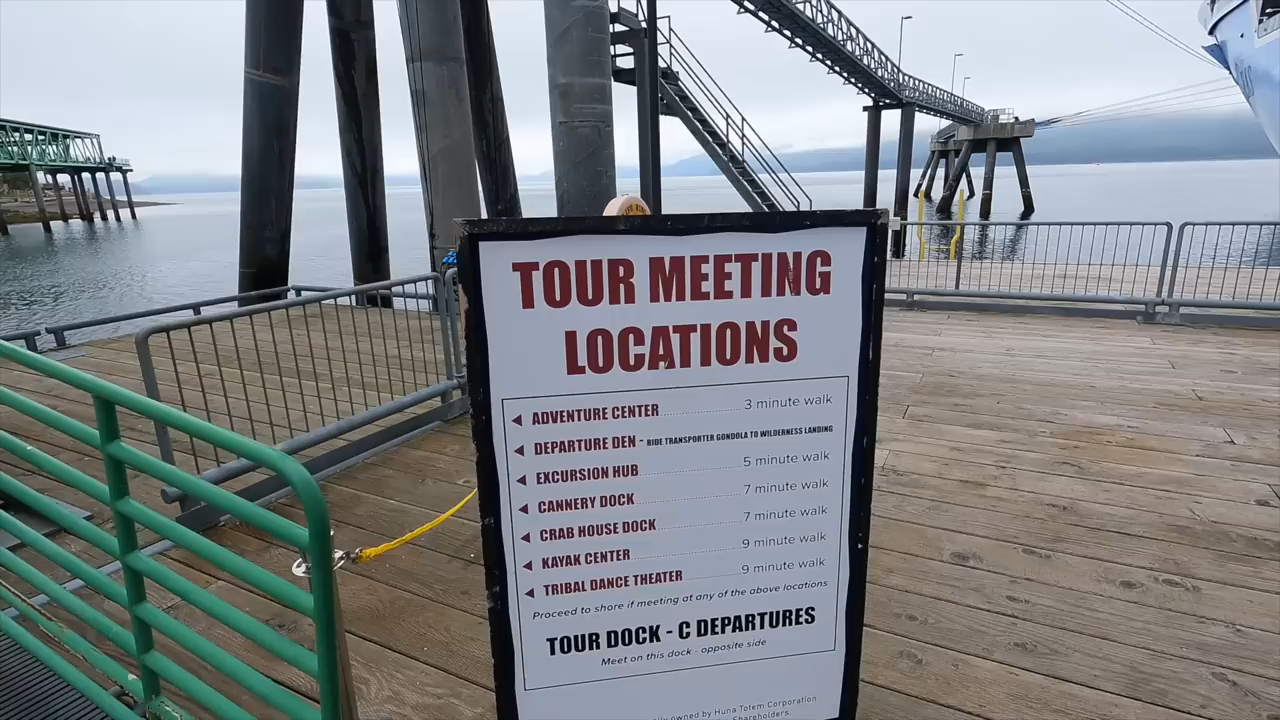 TOUR MEETING
LOCATIONS
ADVENTURE CENTER 3 minute walk
DEPARTURE DEN - RIDE TRANSPORTER GONDOLA TO WILDERNESS LANDING
EXCURSION HUB 5 minute walk
CANNERY DOCK 7 minute walk
CRAB HOUSE DOCK 7 minute walk
KAYAK CENTER 9 minute walk
TRIBAL DANCE THEATER 9 minute walk
Proceed to shore if meeting at any of the above locations
TOUR DOCK - C DEPARTURES
Meet on this dock - opposite side
owned by Huna Totem Corporation
Shareholders.